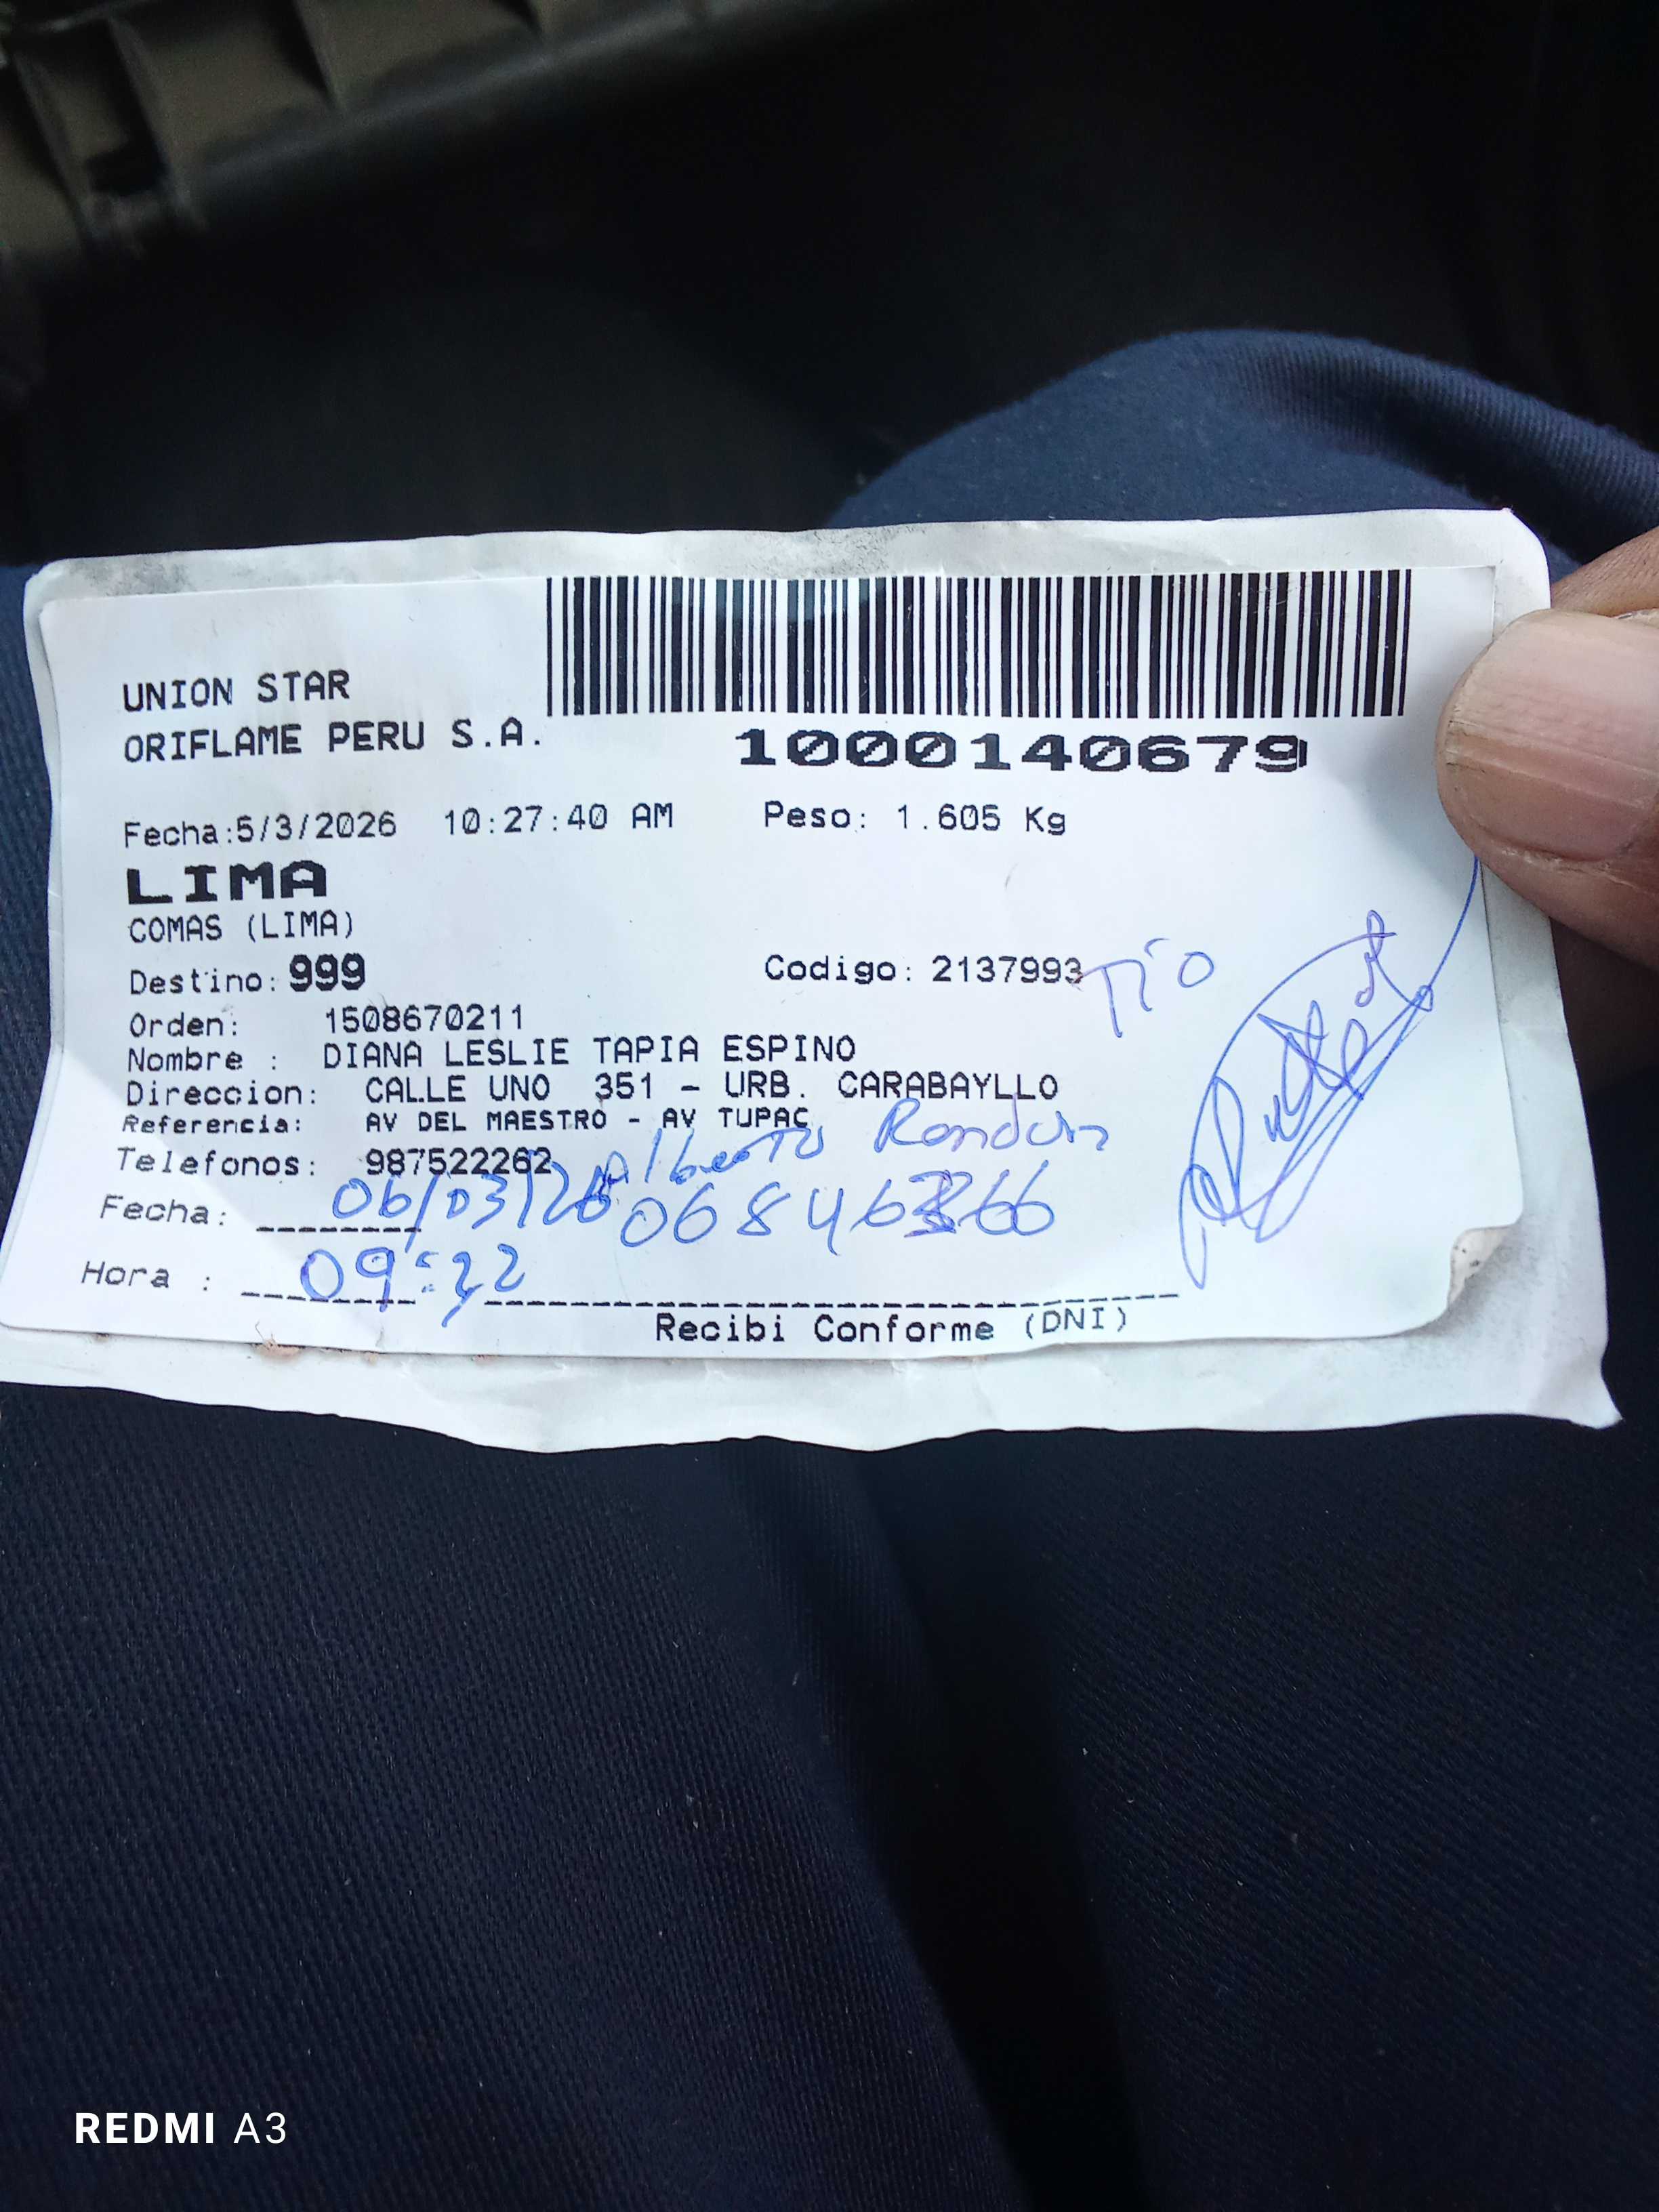 UNION STAR
ORIFLAME PERU S.A.
1000140679
Fecha:5/3/2026 10:27:40 AM Peso: 1.605 Kg
LIMA
COMAS (LIMA)
Destino: 999 Codigo: 2137993
Tío
Orden: 1508670211
Nombre : DIANA LESLIE TAPIA ESPINO
Direccion: CALLE UNO 351 - URB. CARABAYLLO
Referencia: AV DEL MAESTRO - AV TUPAC
Telefonos: 987522262
Alberto Rondon
Fecha: 06/03/26
Hora : 09:22
Recibi Conforme (DNI)
REDMI A3